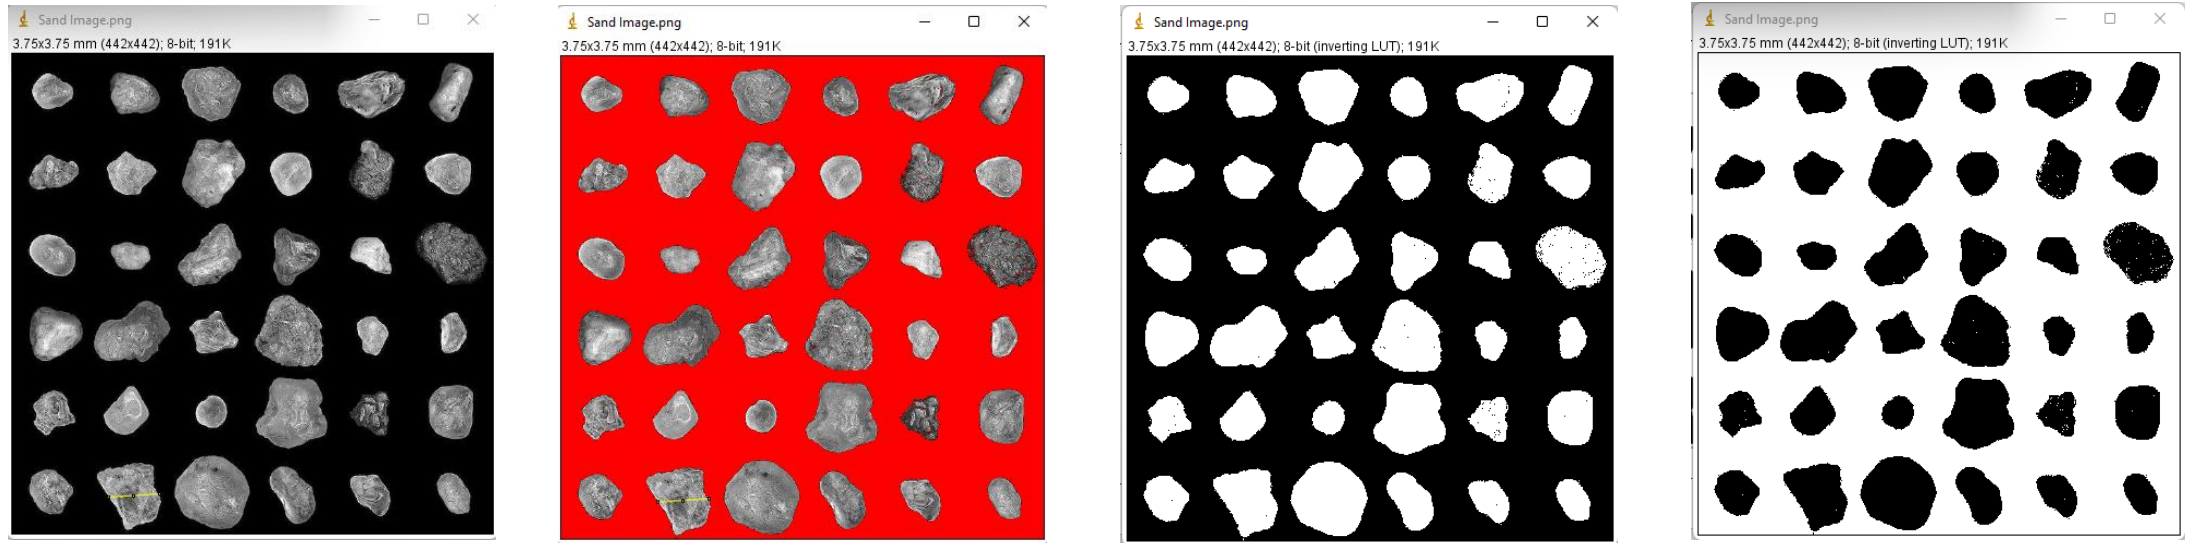 Sand Image.png
3.75x3.75 mm (442x442); 8-bit; 191K
Sand Image.png
3.75x3.75 mm (442x442); 8-bit; 191K
Sand Image.png
3.75x3.75 mm (442x442); 8-bit (inverting LUT); 191K
Sand Image.png
3.75x3.75 mm (442x442); 8-bit (inverting LUT); 191K